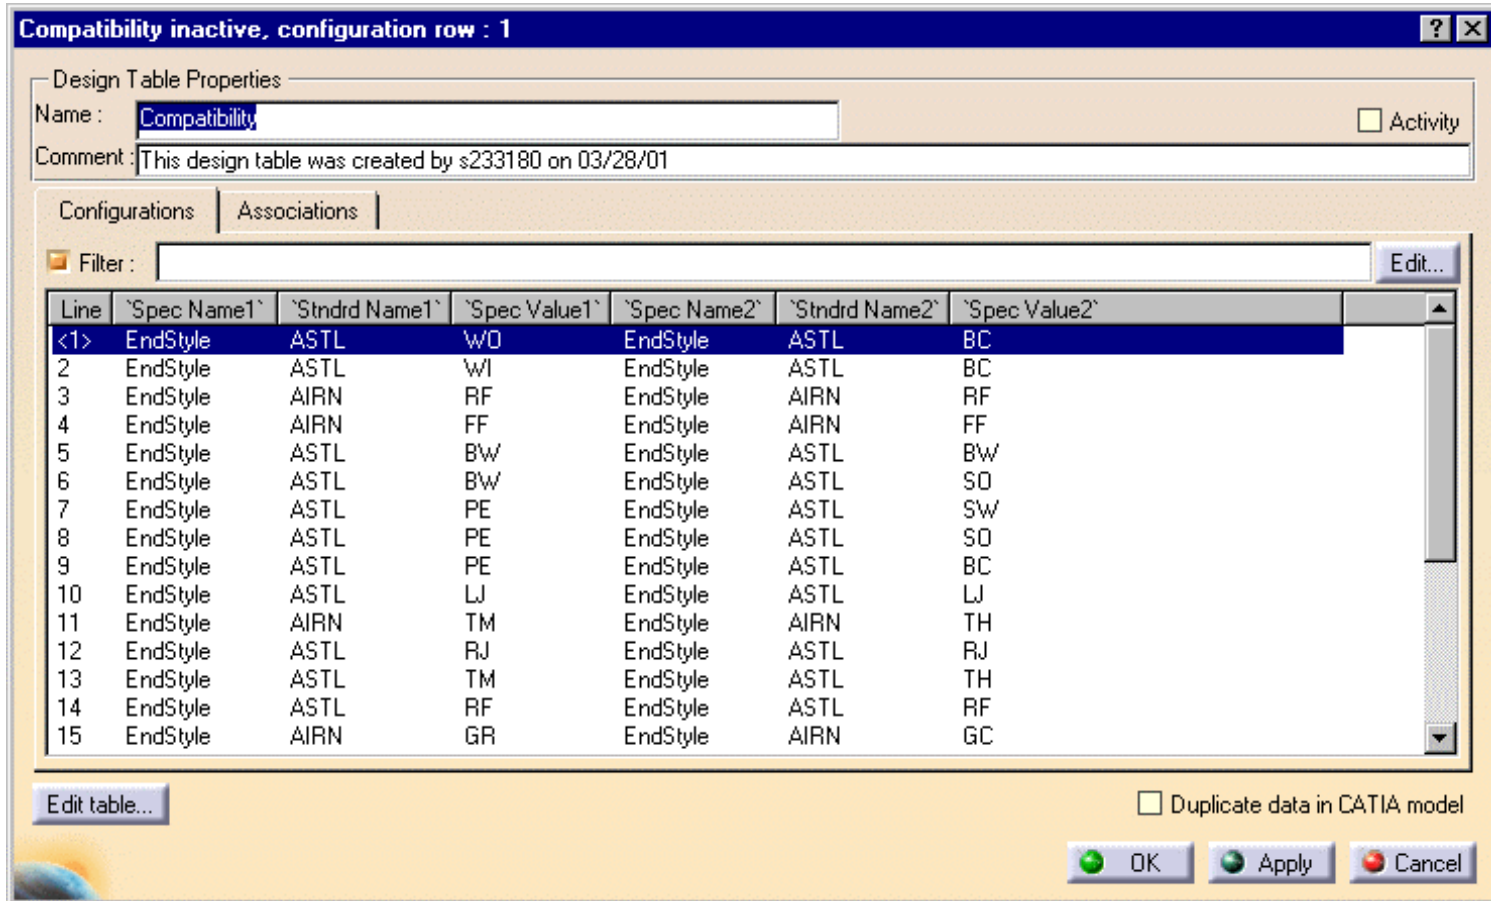 Compatibility inactive, configuration row : 1
Design Table Properties
Name : Compatibility
Activity
Comment : This design table was created by s233180 on 03/28/01
Configurations Associations
Filter : Edit...
Line `Spec Name1` `Stndrd Name1` `Spec Value1` `Spec Name2` `Stndrd Name2` `Spec Value2`
<1> EndStyle ASTL WO EndStyle ASTL BC
2 EndStyle ASTL WI EndStyle ASTL BC
3 EndStyle AIRN RF EndStyle AIRN RF
4 EndStyle AIRN FF EndStyle AIRN FF
5 EndStyle ASTL BW EndStyle ASTL BW
6 EndStyle ASTL BW EndStyle ASTL SO
7 EndStyle ASTL PE EndStyle ASTL SW
8 EndStyle ASTL PE EndStyle ASTL SO
9 EndStyle ASTL PE EndStyle ASTL BC
10 EndStyle ASTL LJ EndStyle ASTL LJ
11 EndStyle AIRN TM EndStyle AIRN TH
12 EndStyle ASTL RJ EndStyle ASTL RJ
13 EndStyle ASTL TM EndStyle ASTL TH
14 EndStyle ASTL RF EndStyle ASTL RF
15 EndStyle AIRN GR EndStyle AIRN GC
Edit table...
Duplicate data in CATIA model
OK Apply Cancel